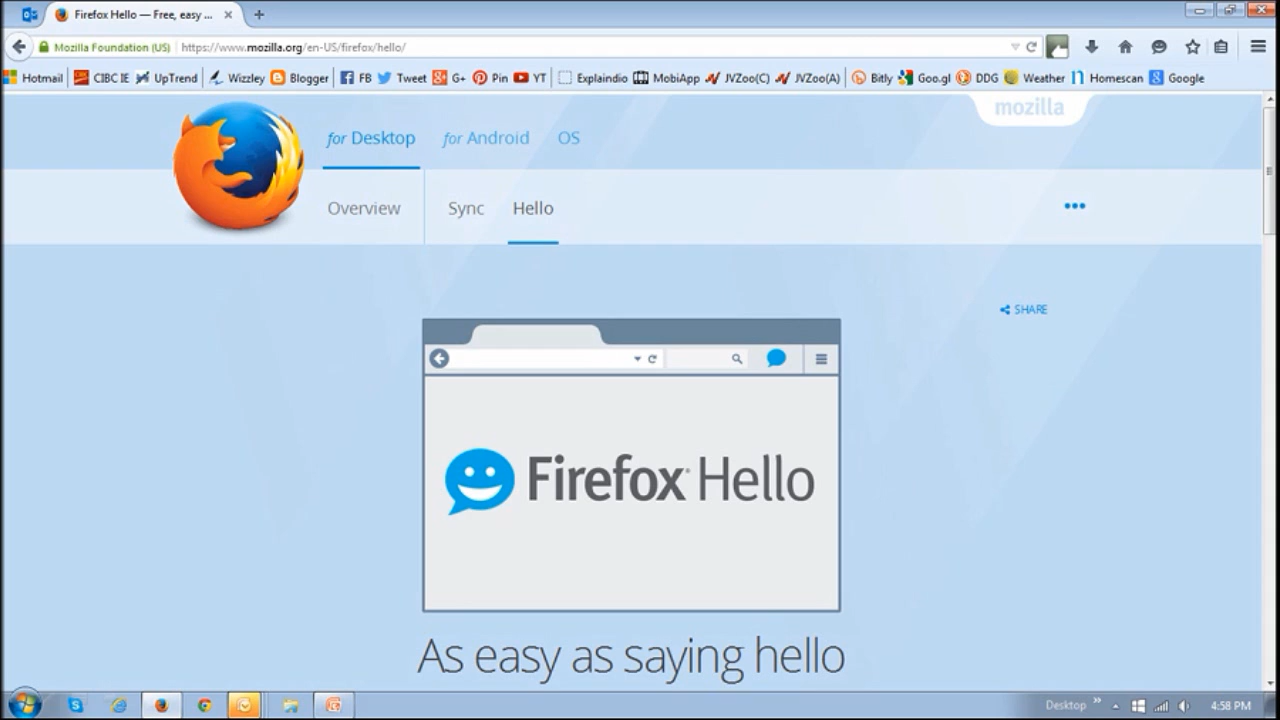 Firefox Hello — Free, easy ...
Mozilla Foundation (US) https://www.mozilla.org/en-US/firefox/hello/
Hotmail CIBC IE UpTrend Wizzley Blogger FB Tweet G+ Pin YT Explaindio MobiApp JVZoo(C) JVZoo(A) Bitly Goo.gl DDG Weather Homescan Google
mozilla
for Desktop for Android OS
Overview Sync Hello
SHARE
Firefox Hello
As easy as saying hello
Desktop 4:58 PM